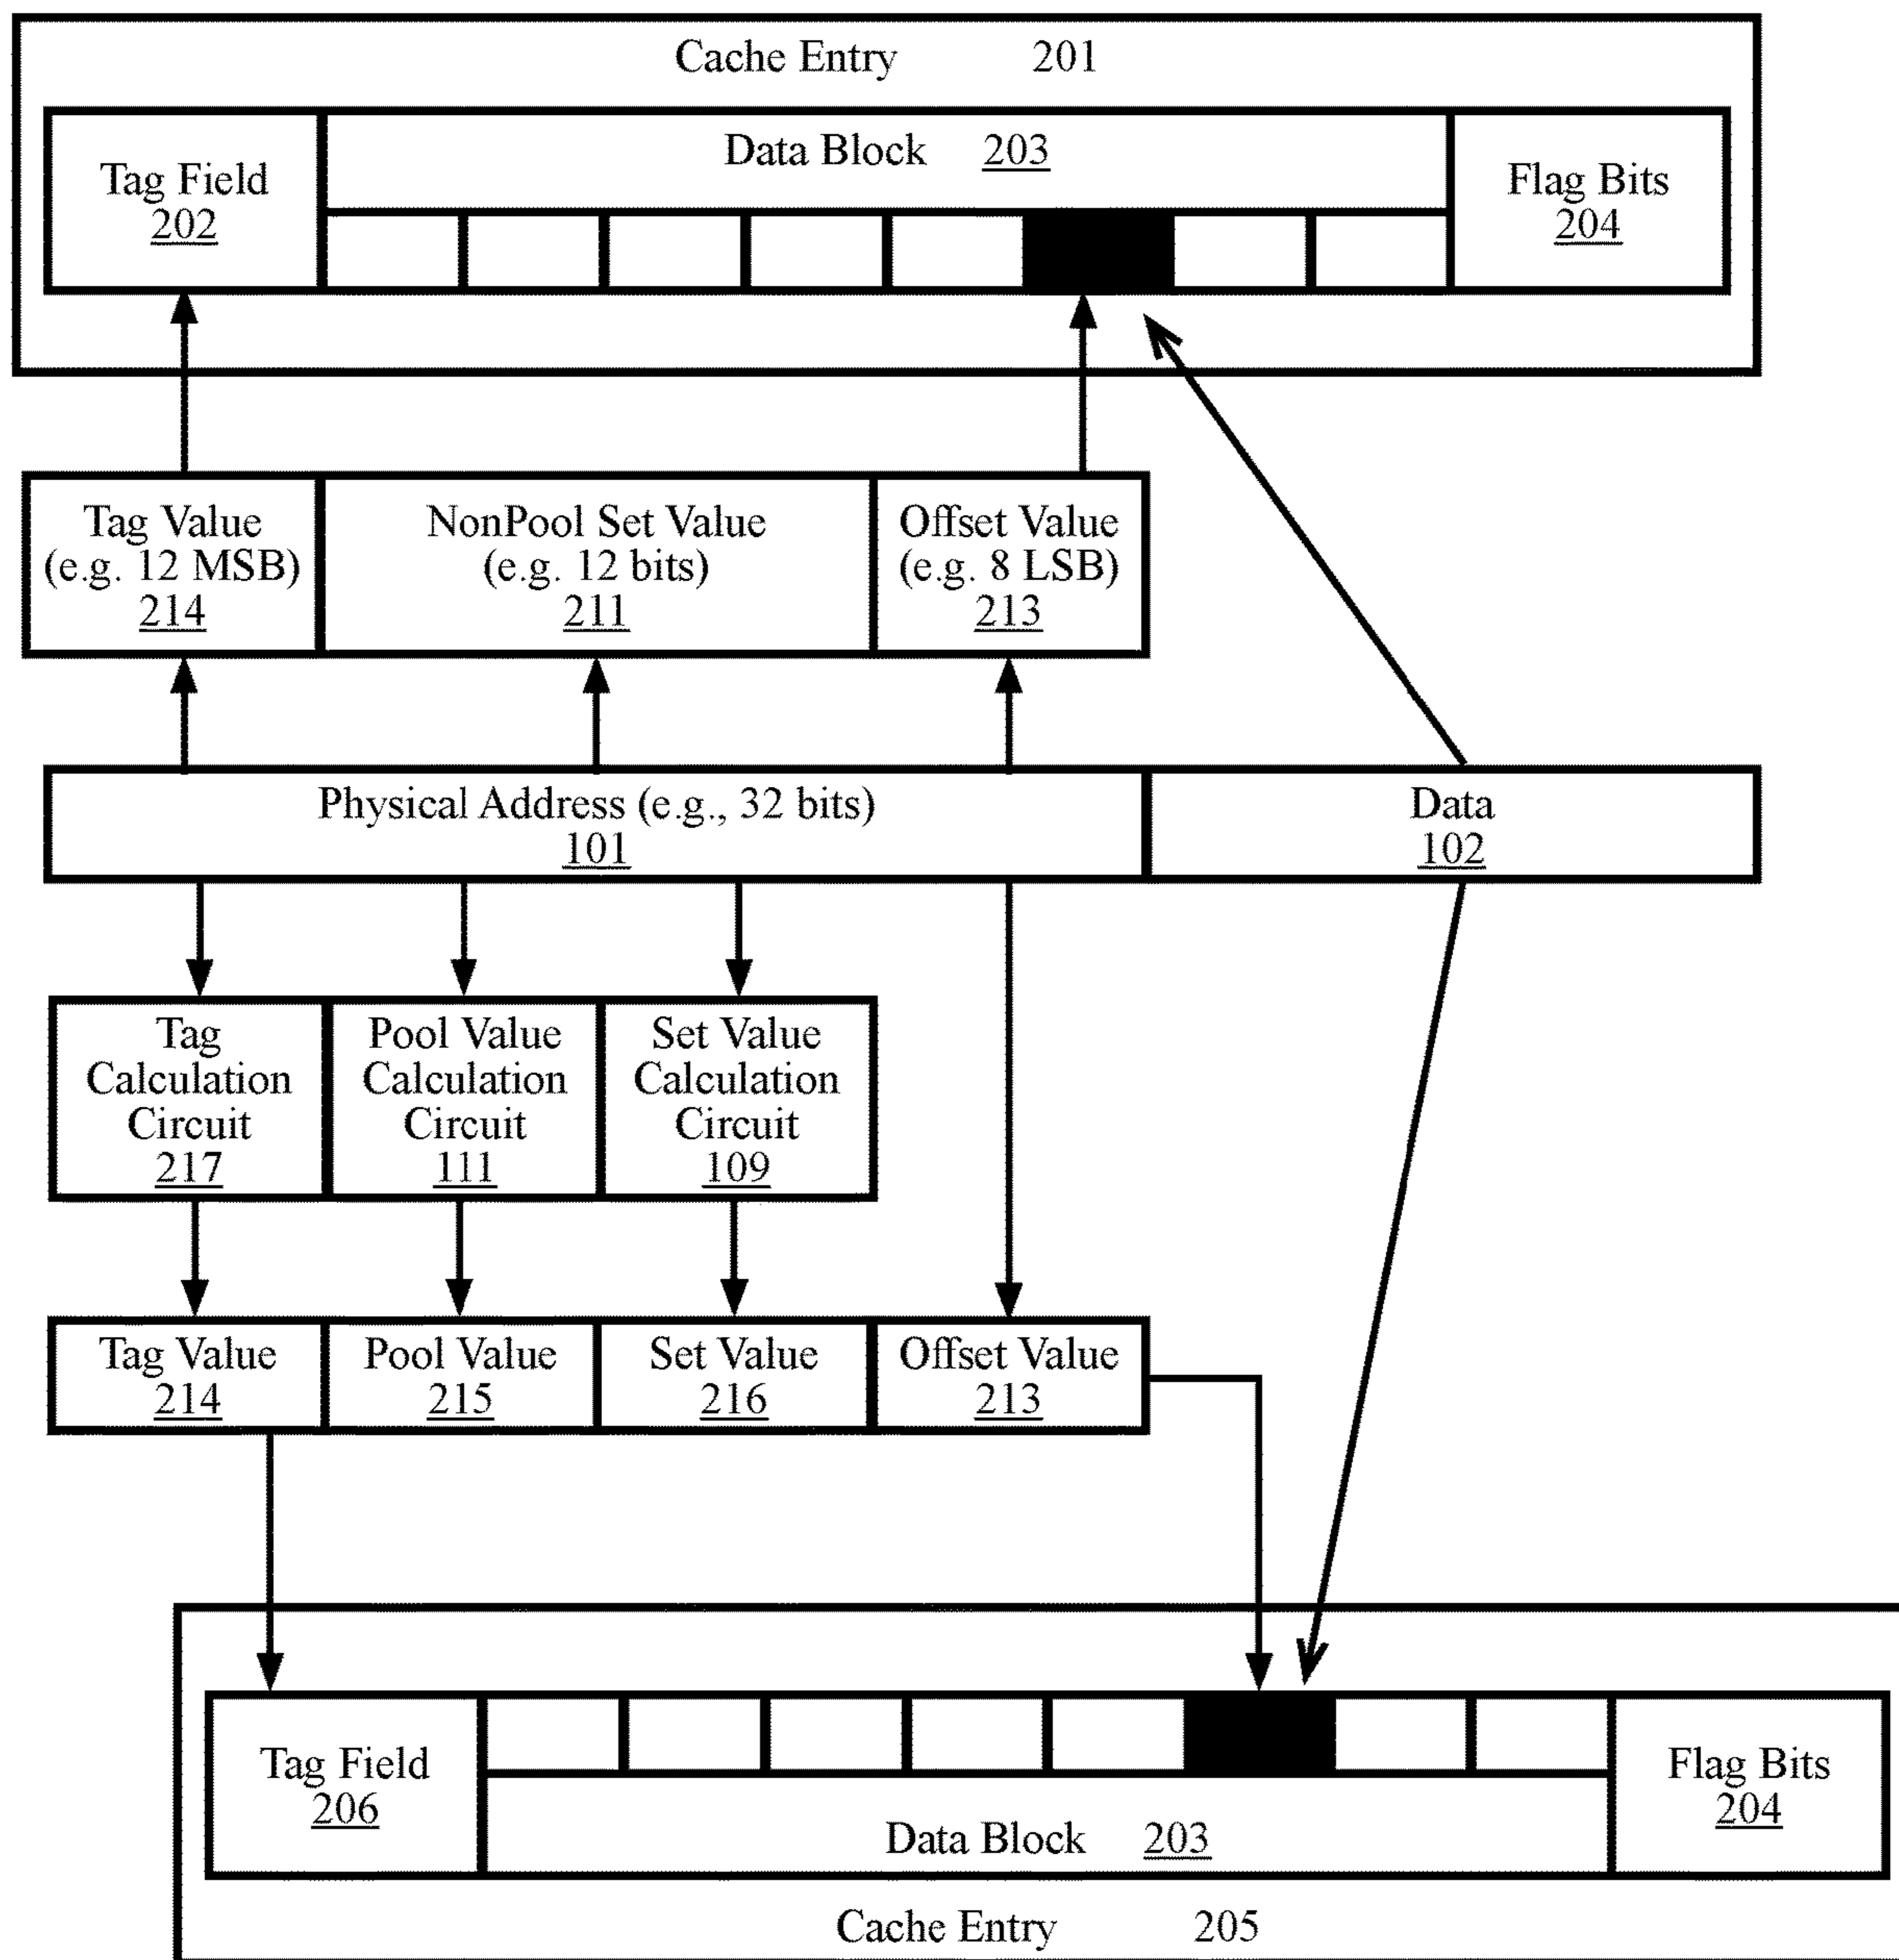 Cache Entry 201
Tag Field
202
Data Block 203
Flag Bits
204
Tag Value
(e.g. 12 MSB)
214
NonPool Set Value
(e.g. 12 bits)
211
Offset Value
(e.g. 8 LSB)
213
Physical Address (e.g., 32 bits)
101
Data
102
Tag
Calculation
Circuit
217
Pool Value
Calculation
Circuit
111
Set Value
Calculation
Circuit
109
Tag Value
214
Pool Value
215
Set Value
216
Offset Value
213
Tag Field
206
Data Block 203
Flag Bits
204
Cache Entry 205